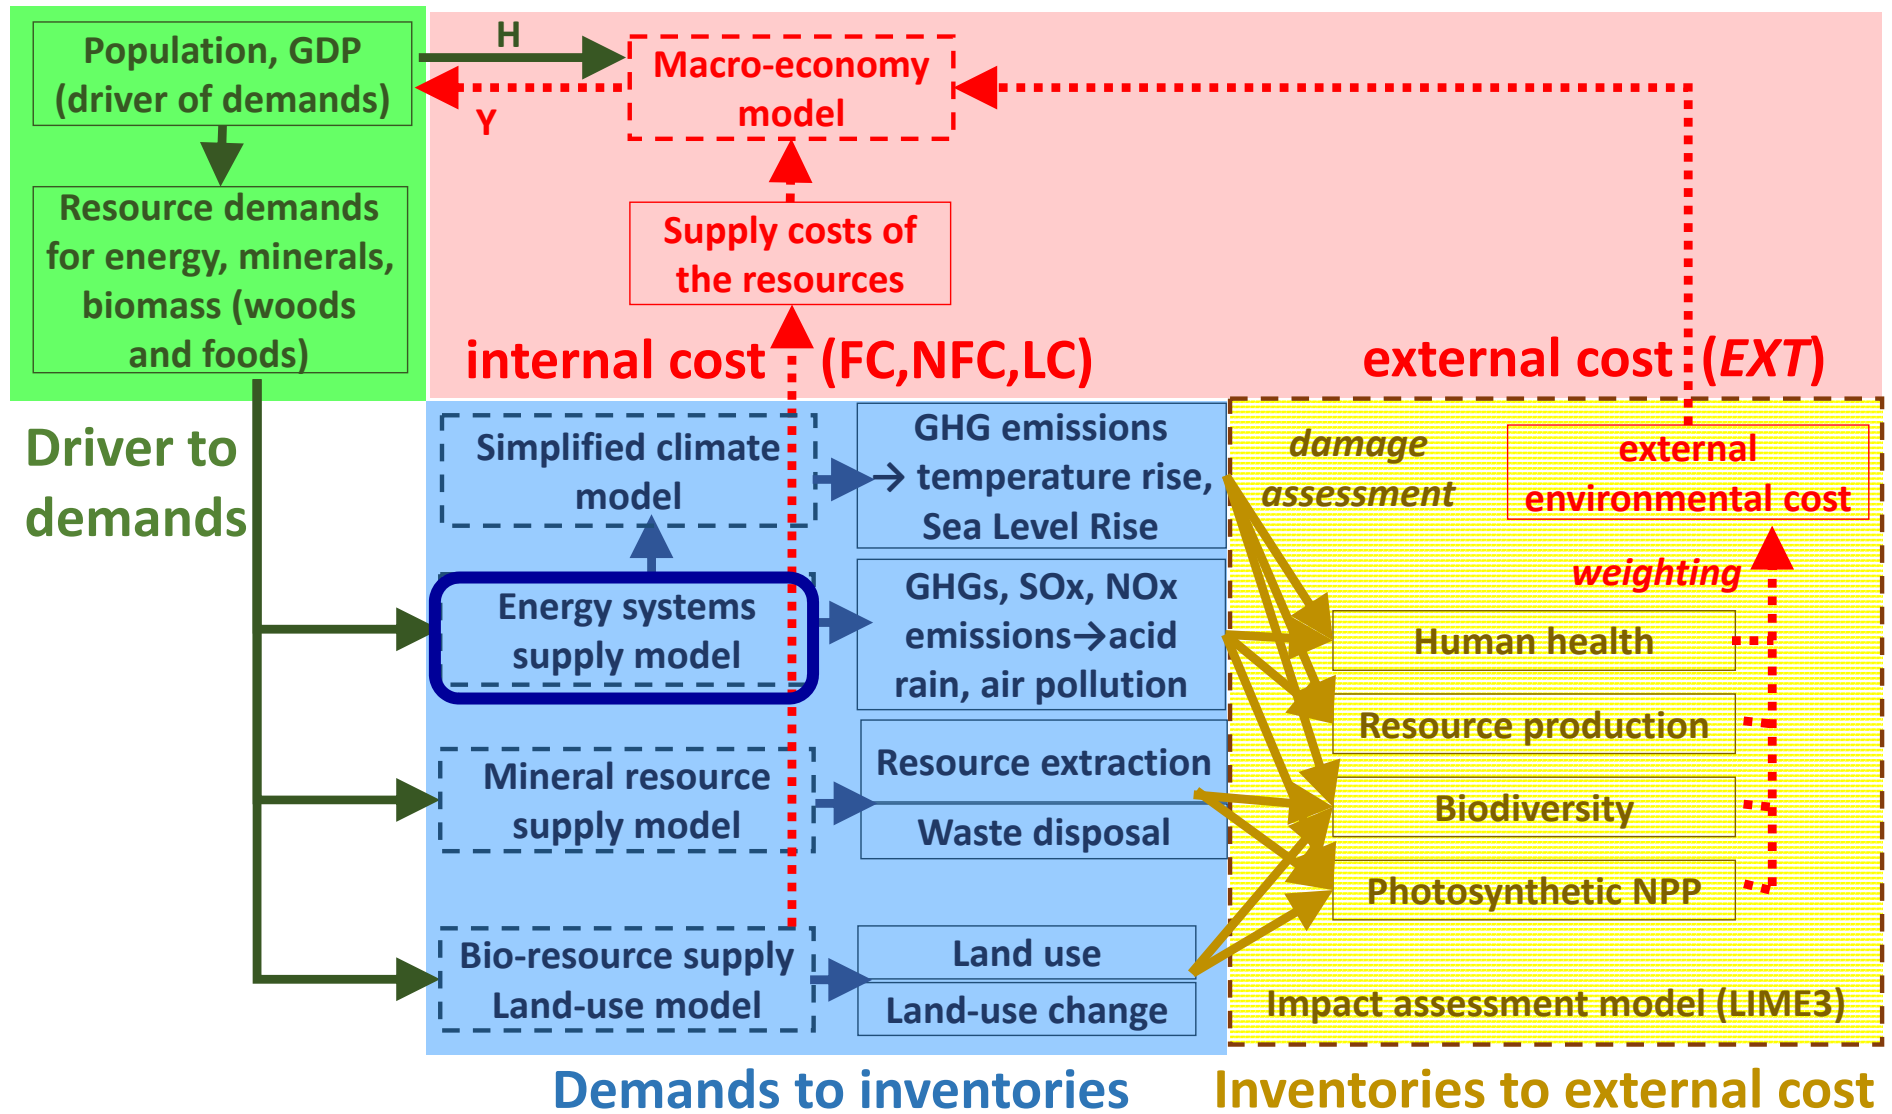 Population, GDP
(driver of demands)
H
Y
Macro-economy
model
Resource demands
for energy, minerals,
biomass (woods
and foods)
Supply costs of
the resources
internal cost (FC,NFC,LC)
external cost (EXT)
Driver to
demands
Simplified climate
model
GHG emissions
→ temperature rise,
Sea Level Rise
damage
assessment
external
environmental cost
weighting
Energy systems
supply model
GHGs, SOx, NOx
emissions→acid
rain, air pollution
Human health
Resource production
Mineral resource
supply model
Resource extraction
Waste disposal
Biodiversity
Photosynthetic NPP
Bio-resource supply
Land-use model
Land use
Land-use change
Impact assessment model (LIME3)
Demands to inventories
Inventories to external cost